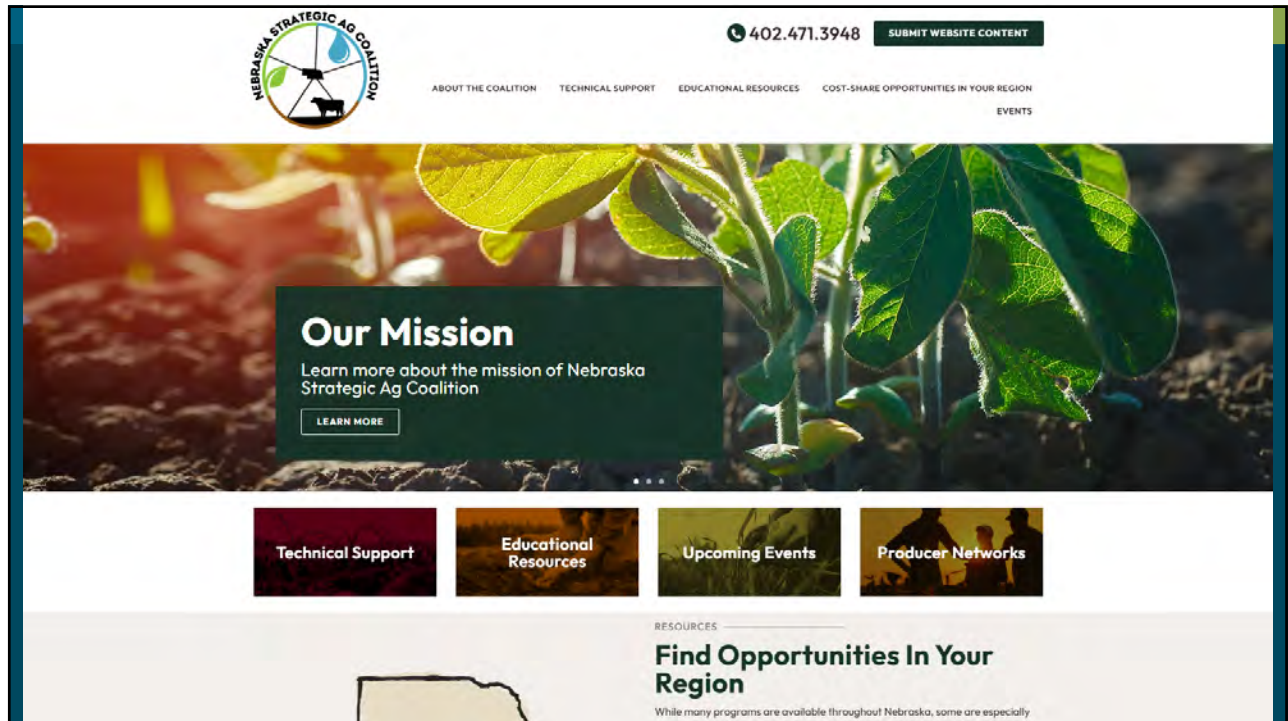 NEBRASKA STRATEGIC AG COALITION
402.471.3948
SUBMIT WEBSITE CONTENT
ABOUT THE COALITION TECHNICAL SUPPORT EDUCATIONAL RESOURCES COST-SHARE OPPORTUNITIES IN YOUR REGION
EVENTS
Our Mission
Learn more about the mission of Nebraska
Strategic Ag Coalition
LEARN MORE
Technical Support
Educational
Resources
Upcoming Events
Producer Networks
RESOURCES
Find Opportunities In Your
Region
While many programs are available throughout Nebraska, some are especially